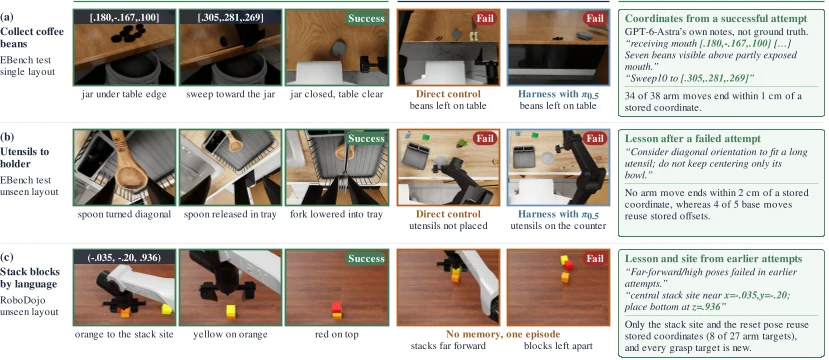 (a)
Collect coffee
beans
EBench test
single layout
[.180,-.167,.100]
[.305,.281,.269]
Success
Fail
Fail
jar under table edge
sweep toward the jar
jar closed, table clear
Direct control
beans left on table
Harness with π0.5
beans left on table
Coordinates from a successful attempt
GPT-6-Astra's own notes, not ground truth.
“receiving mouth [.180,-.167,.100] […]
Seven beans visible above partly exposed
mouth.”
“Sweep10 to [.305,.281,.269]”
34 of 38 arm moves end within 1 cm of a
stored coordinate.
(b)
Utensils to
holder
EBench test
unseen layout
Success
Fail
Fail
spoon turned diagonal
spoon released in tray
fork lowered into tray
Direct control
utensils not placed
Harness with π0.5
utensils on the counter
Lesson after a failed attempt
“Consider diagonal orientation to fit a long
utensil; do not keep centering only its
bowl.”
No arm move ends within 2 cm of a stored
coordinate, whereas 4 of 5 base moves
reuse stored offsets.
(c)
Stack blocks
by language
RoboDojo
unseen layout
(-.035, -.20, .936)
Success
Fail
Fail
orange to the stack site
yellow on orange
red on top
No memory, one episode
stacks far forward
blocks left apart
Lesson and site from earlier attempts
“Far-forward/high poses failed in earlier
attempts.”
“central stack site near x=-.035,y=-.20;
place bottom at z=.936”
Only the stack site and the reset pose reuse
stored coordinates (8 of 27 arm targets),
and every grasp target is new.